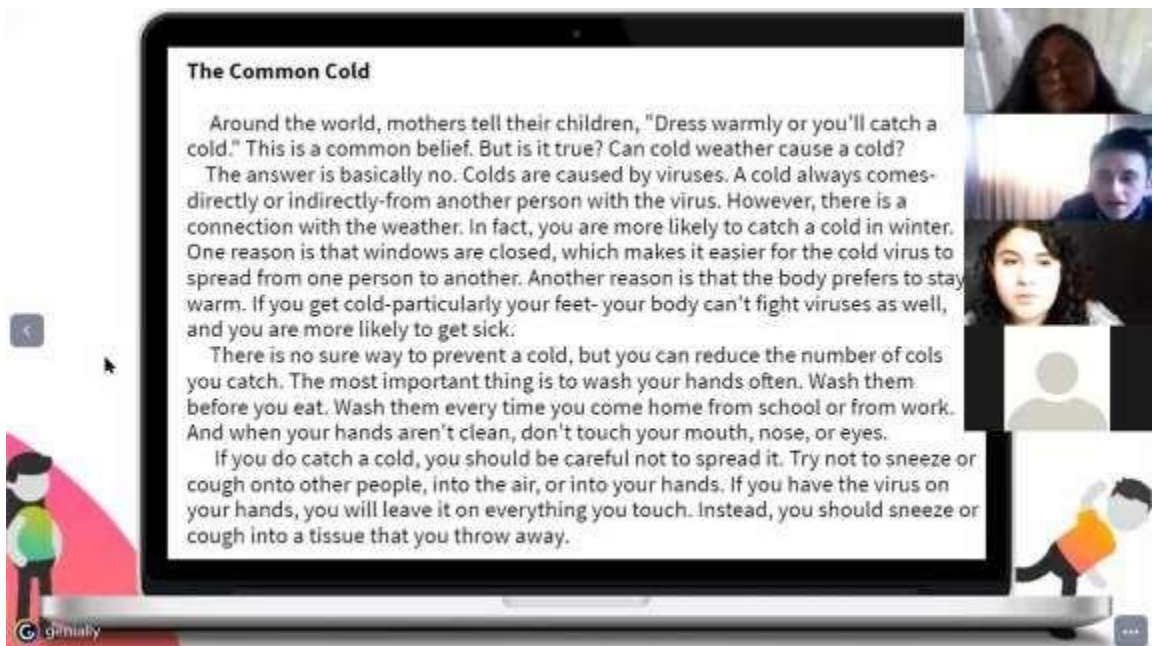 The Common Cold
Around the world, mothers tell their children, "Dress warmly or you'll catch a
cold." This is a common belief. But is it true? Can cold weather cause a cold?
The answer is basically no. Colds are caused by viruses. A cold always comes-
directly or indirectly-from another person with the virus. However, there is a
connection with the weather. In fact, you are more likely to catch a cold in winter.
One reason is that windows are closed, which makes it easier for the cold virus to
spread from one person to another. Another reason is that the body prefers to stay
warm. If you get cold-particularly your feet- your body can't fight viruses as well,
and you are more likely to get sick.
There is no sure way to prevent a cold, but you can reduce the number of cols
you catch. The most important thing is to wash your hands often. Wash them
before you eat. Wash them every time you come home from school or from work.
And when your hands aren't clean, don't touch your mouth, nose, or eyes.
If you do catch a cold, you should be careful not to spread it. Try not to sneeze or
cough onto other people, into the air, or into your hands. If you have the virus on
your hands, you will leave it on everything you touch. Instead, you should sneeze or
cough into a tissue that you throw away.
genially